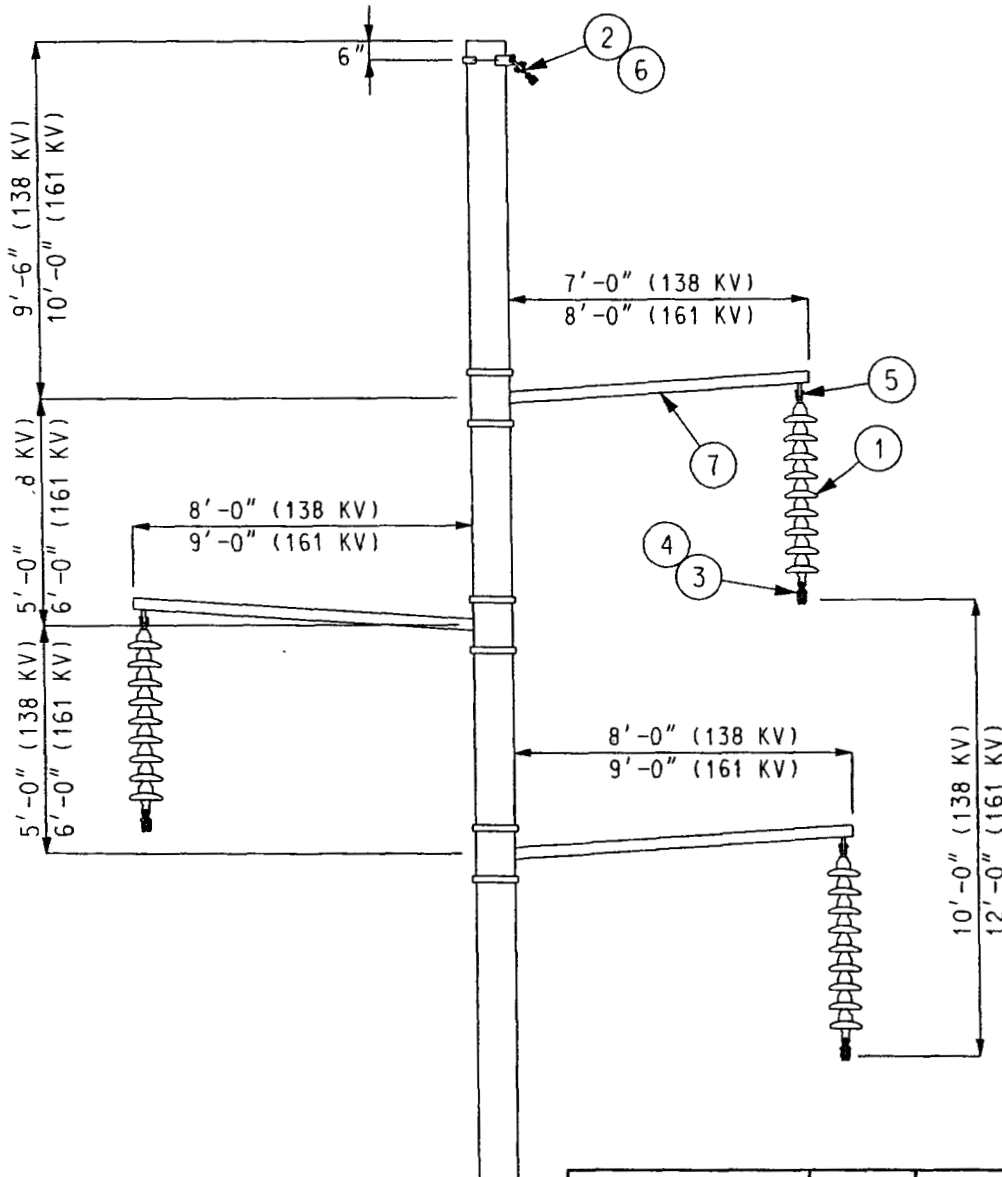 6"
2
6
9'-6" (138 KV)
10'-0" (161 KV)
7'-0" (138 KV)
8'-0" (161 KV)
5
1
7
5'-0" 8 KV)
6'-0" (161 KV)
8'-0" (138 KV)
9'-0" (161 KV)
4
3
5'-0" (138 KV)
6'-0" (161 KV)
8'-0" (138 KV)
9'-0" (161 KV)
10'-0" (138 KV)
12'-0" (161 KV)